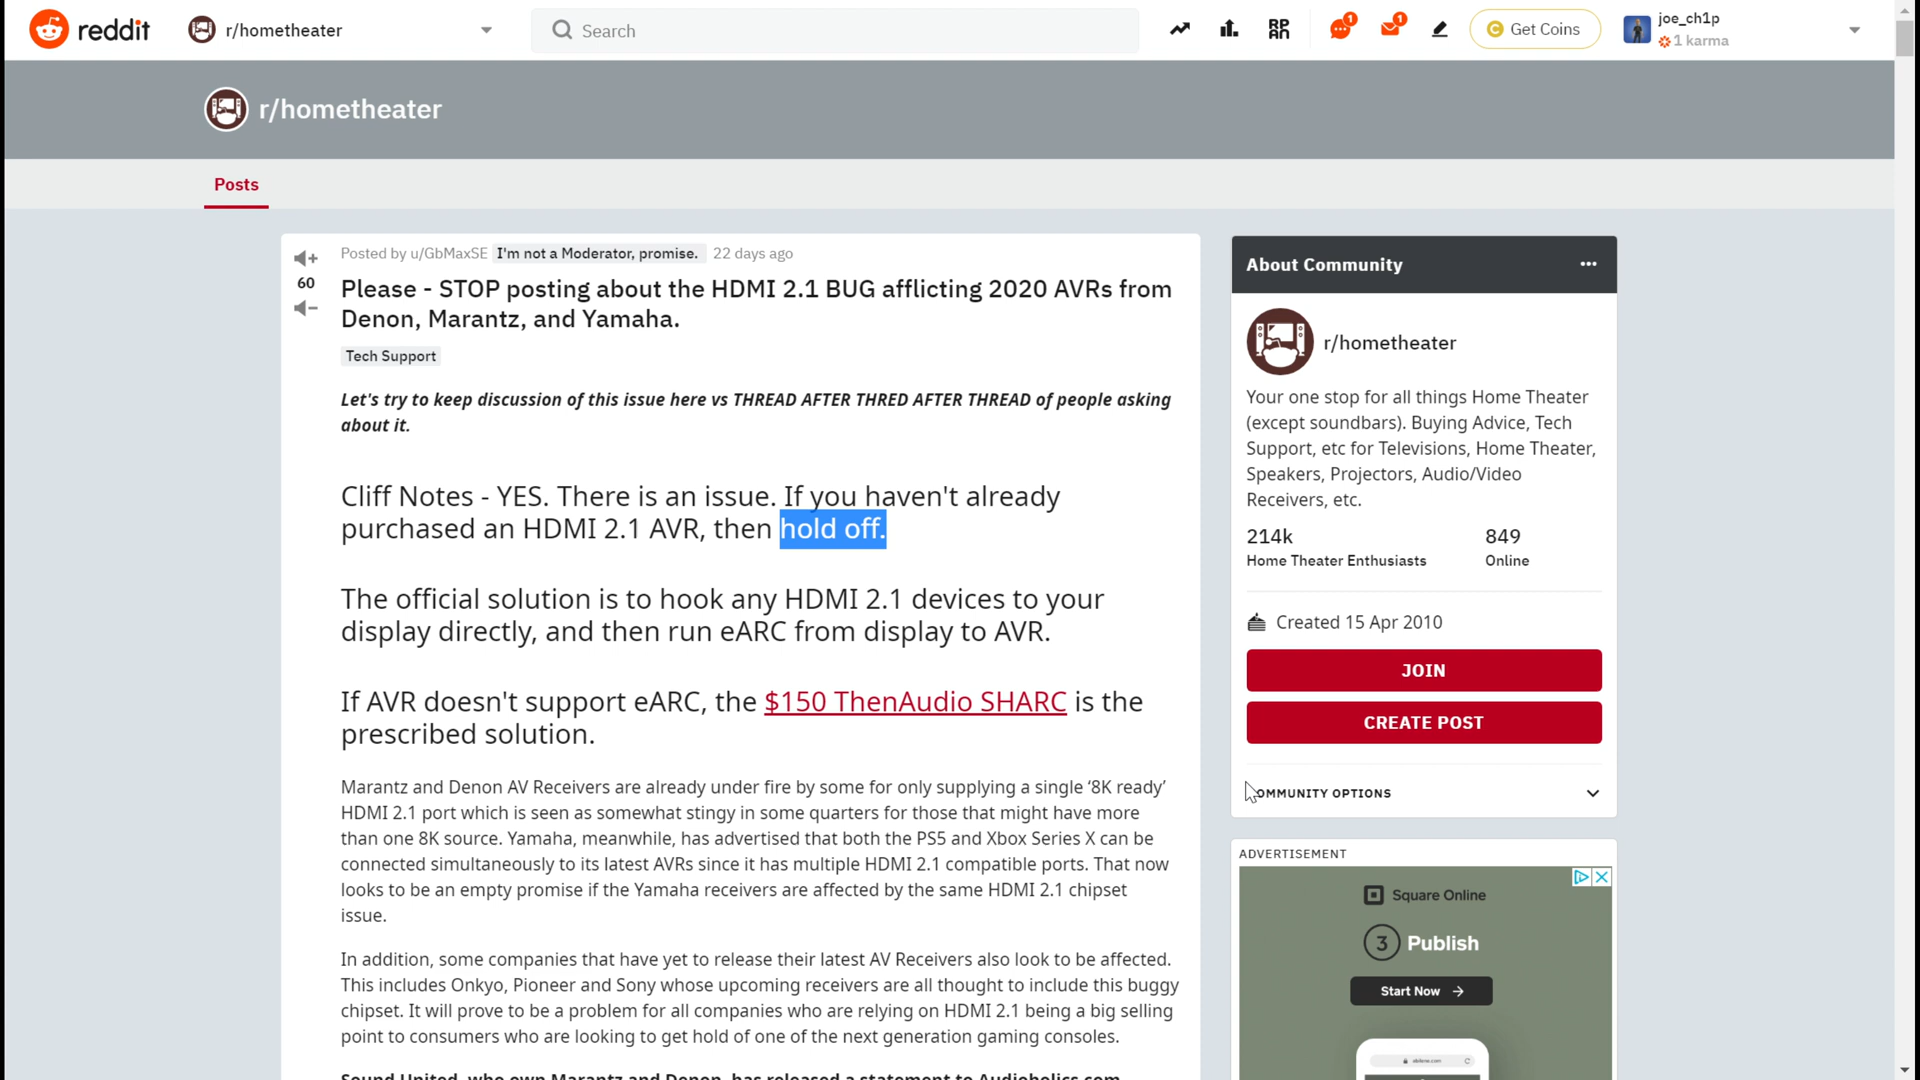 reddit
r/hometheater
Search
1
1
Get Coins
joe_ch1p
1 karma
r/hometheater
Posts
Posted by u/GbMaxSE I'm not a Moderator, promise. 22 days ago
60
Please - STOP posting about the HDMI 2.1 BUG afflicting 2020 AVRs from
Denon, Marantz, and Yamaha.
Tech Support
Let's try to keep discussion of this issue here vs THREAD AFTER THRED AFTER THREAD of people asking
about it.
Cliff Notes - YES. There is an issue. If you haven't already
purchased an HDMI 2.1 AVR, then hold off.
The official solution is to hook any HDMI 2.1 devices to your
display directly, and then run eARC from display to AVR.
If AVR doesn't support eARC, the $150 ThenAudio SHARC is the
prescribed solution.
Marantz and Denon AV Receivers are already under fire by some for only supplying a single ‘8K ready’
HDMI 2.1 port which is seen as somewhat stingy in some quarters for those that might have more
than one 8K source. Yamaha, meanwhile, has advertised that both the PS5 and Xbox Series X can be
connected simultaneously to its latest AVRs since it has multiple HDMI 2.1 compatible ports. That now
looks to be an empty promise if the Yamaha receivers are affected by the same HDMI 2.1 chipset
issue.
In addition, some companies that have yet to release their latest AV Receivers also look to be affected.
This includes Onkyo, Pioneer and Sony whose upcoming receivers are all thought to include this buggy
chipset. It will prove to be a problem for all companies who are relying on HDMI 2.1 being a big selling
point to consumers who are looking to get hold of one of the next generation gaming consoles.
Sound United, who own Marantz and Denon, has released a statement to Audioholics.com
About Community
r/hometheater
Your one stop for all things Home Theater
(except soundbars). Buying Advice, Tech
Support, etc for Televisions, Home Theater,
Speakers, Projectors, Audio/Video
Receivers, etc.
214k
849
Home Theater Enthusiasts
Online
Created 15 Apr 2010
JOIN
CREATE POST
COMMUNITY OPTIONS
ADVERTISEMENT
Square Online
3 Publish
Start Now